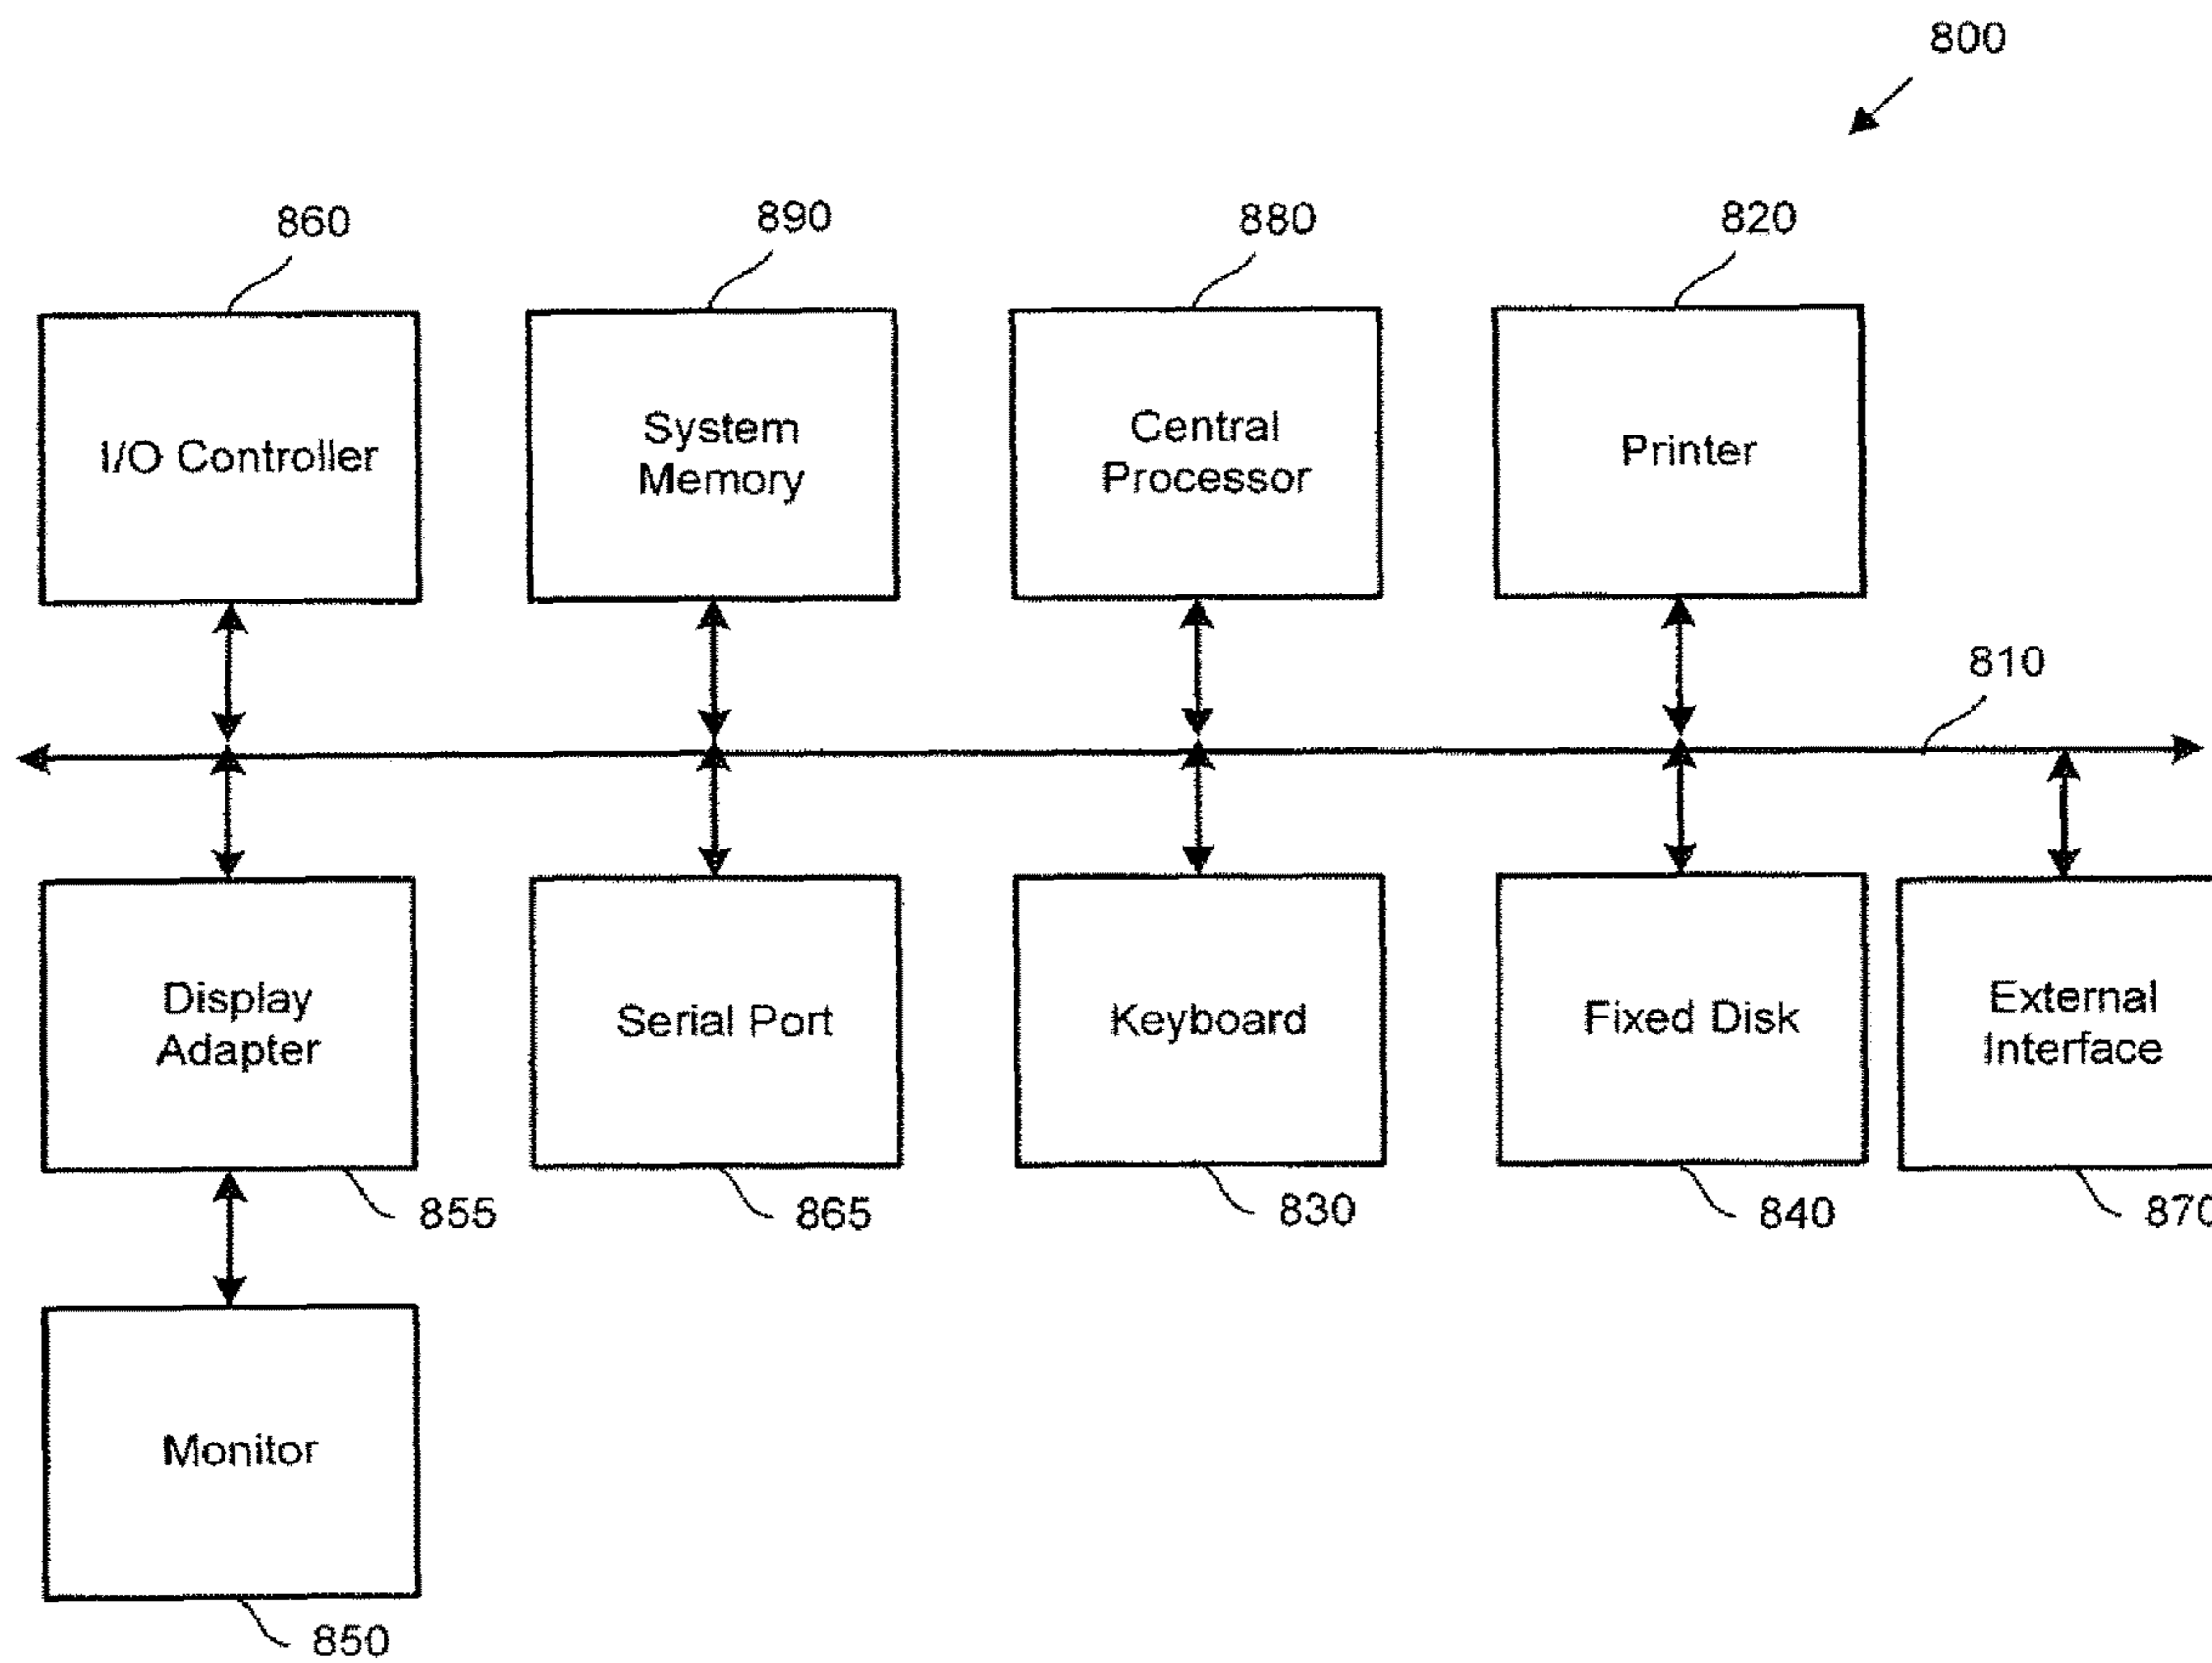 800
860
890
880
820
I/O Controller
System
Memory
Central
Processor
Printer
810
Display
Adapter
Serial Port
Keyboard
Fixed Disk
External
Interface
855
865
830
840
870
Monitor
850